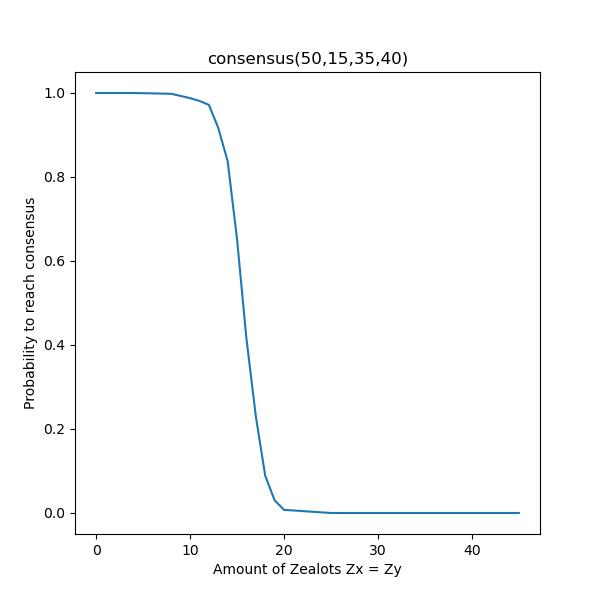 consensus(50,15,35,40)
Probability to reach consensus
1.0
0.8
0.6
0.4
0.2
0.0
0 10 20 30 40
Amount of Zealots Zx = Zy